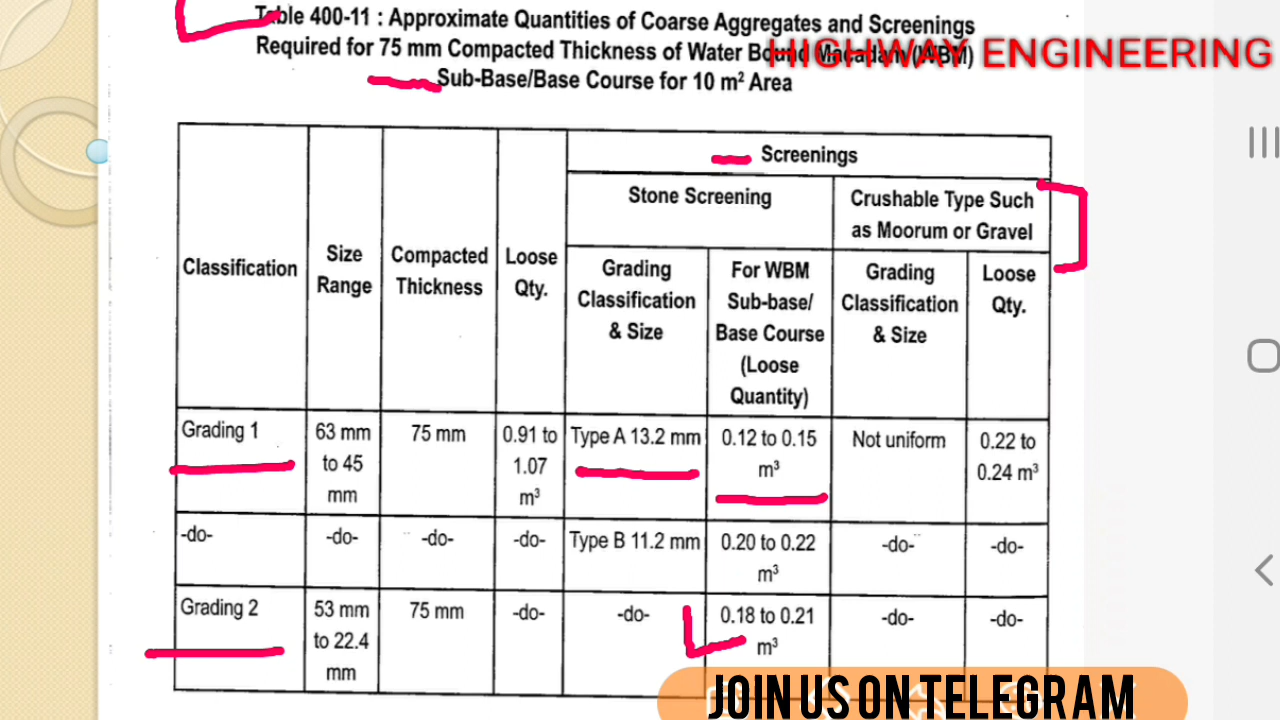 Table 400-11 : Approximate Quantities of Coarse Aggregates and Screenings
Required for 75 mm Compacted Thickness of Water Bound Macadam (WBM)
HIGHWAY ENGINEERING
Sub-Base/Base Course for 10 m² Area
Classification
Size
Range
Compacted
Thickness
Loose
Qty.
Screenings
Stone Screening
Crushable Type Such
as Moorum or Gravel
Grading
Classification
& Size
For WBM
Sub-base/
Base Course
(Loose
Quantity)
Grading
Classification
& Size
Loose
Qty.
Grading 1
63 mm
to 45
mm
75 mm
0.91 to
1.07
m³
Type A 13.2 mm
0.12 to 0.15
m³
Not uniform
0.22 to
0.24 m³
-do-
-do-
-do-
-do-
Type B 11.2 mm
0.20 to 0.22
m³
-do-
-do-
Grading 2
53 mm
to 22.4
mm
75 mm
-do-
-do-
0.18 to 0.21
m³
-do-
-do-
JOIN US ON TELEGRAM